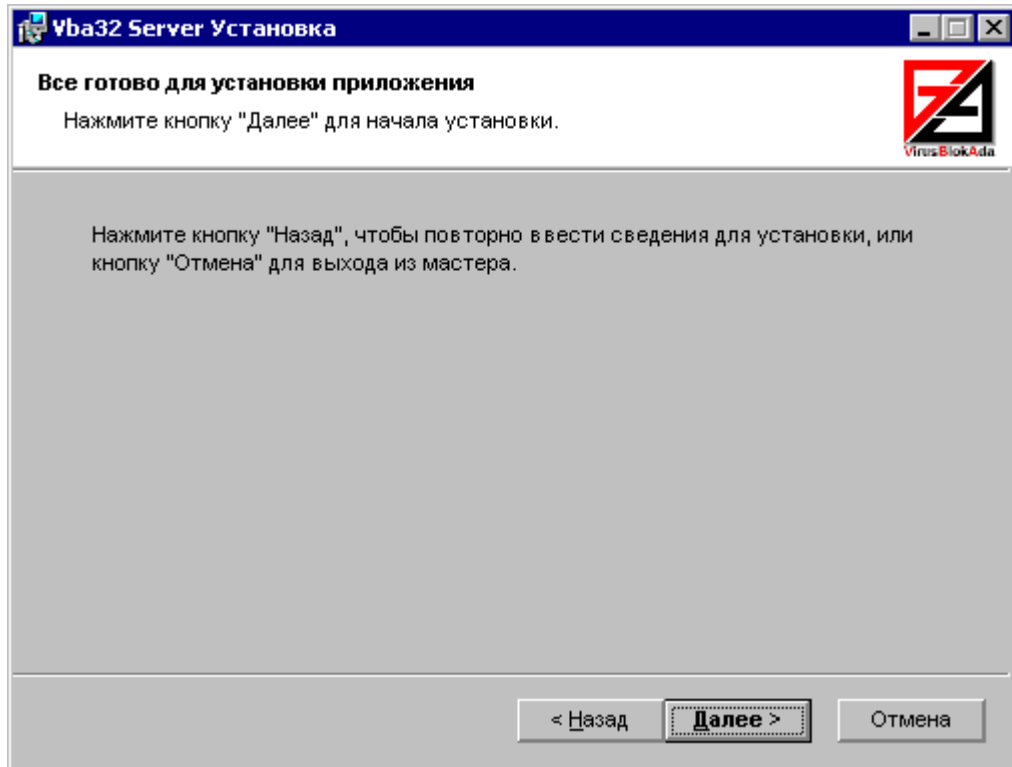 Vba32 Server Установка
Все готово для установки приложения
Нажмите кнопку "Далее" для начала установки.
VirusBlokAda
Нажмите кнопку "Назад", чтобы повторно ввести сведения для установки, или
кнопку "Отмена" для выхода из мастера.
< Назад
Далее >
Отмена